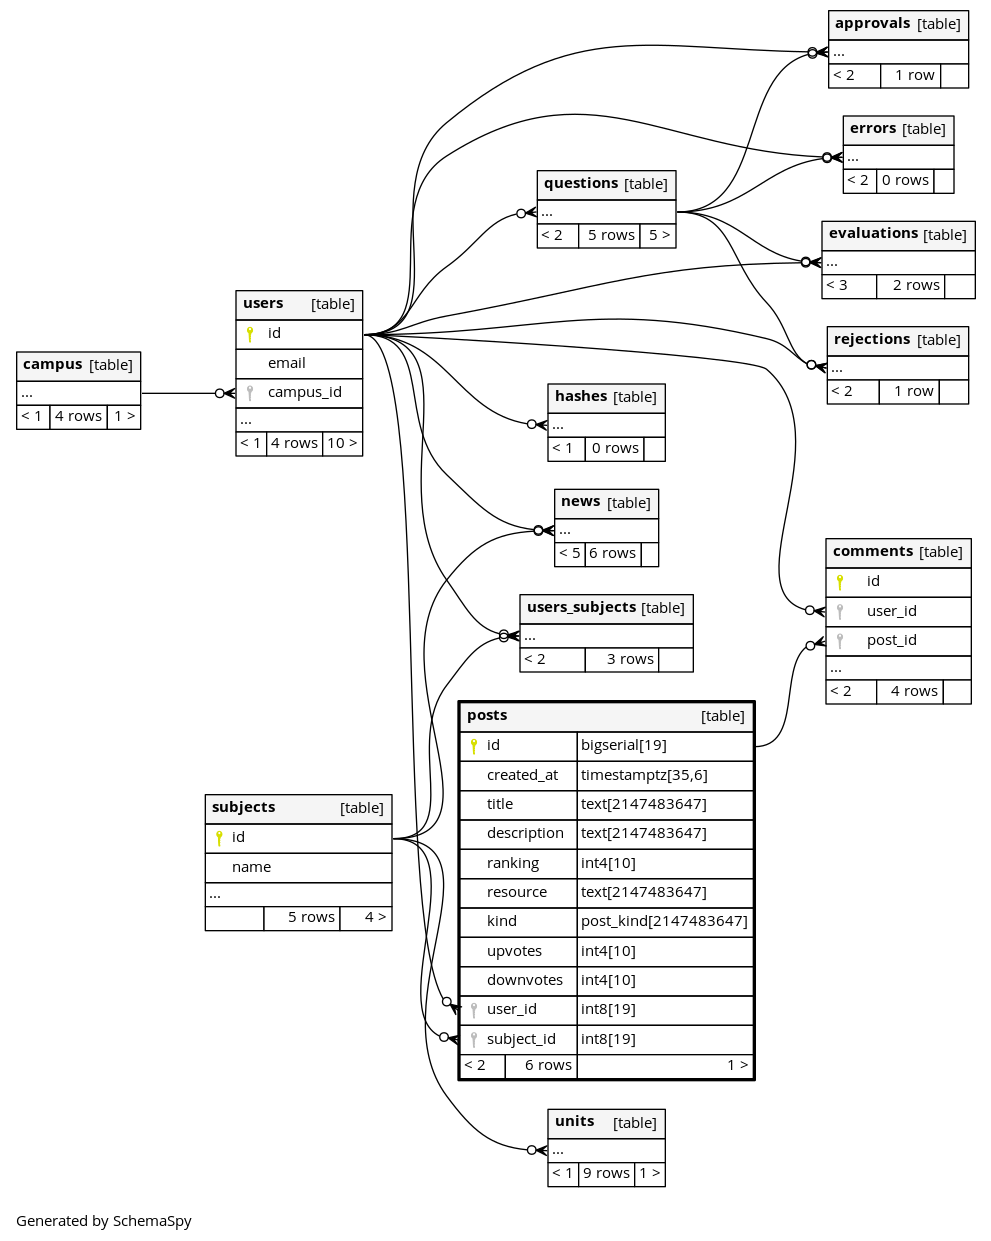 approvals [table]
...
< 2 1 row
errors [table]
...
< 2 0 rows
questions [table]
...
< 2 5 rows 5 >
evaluations [table]
...
< 3 2 rows
users [table]
id
email
campus_id
...
< 1 4 rows 10 >
campus [table]
...
< 1 4 rows 1 >
rejections [table]
...
< 2 1 row
hashes [table]
...
< 1 0 rows
news [table]
...
< 5 6 rows
comments [table]
id
user_id
post_id
...
< 2 4 rows
users_subjects [table]
...
< 2 3 rows
posts [table]
id bigserial[19]
created_at timestamptz[35,6]
title text[2147483647]
description text[2147483647]
ranking int4[10]
resource text[2147483647]
kind post_kind[2147483647]
upvotes int4[10]
downvotes int4[10]
user_id int8[19]
subject_id int8[19]
< 2 6 rows 1 >
subjects [table]
id
name
...
5 rows 4 >
units [table]
...
< 1 9 rows 1 >
Generated by SchemaSpy